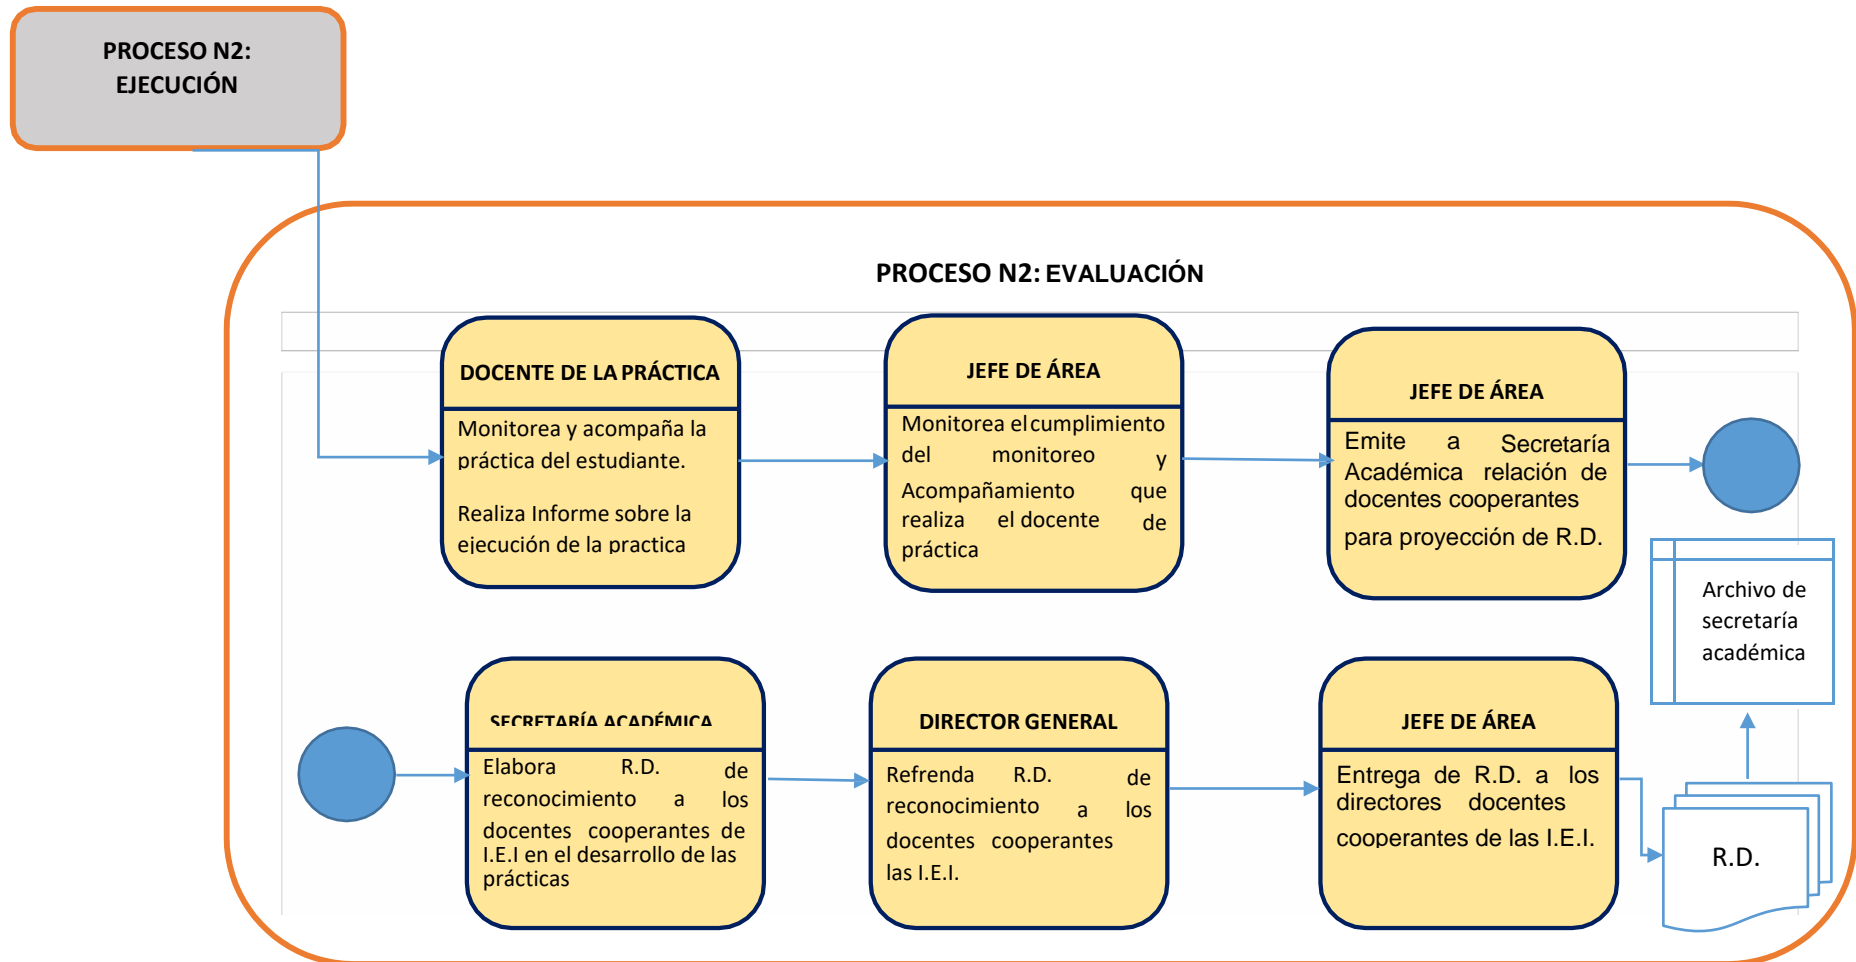 PROCESO N2:
EJECUCIÓN
PROCESO N2: EVALUACIÓN
DOCENTE DE LA PRÁCTICA
Monitorea y acompaña la
práctica del estudiante.
Realiza Informe sobre la
ejecución de la practica
JEFE DE ÁREA
Monitorea el cumplimiento
del monitoreo y
Acompañamiento que
realiza el docente de
práctica
JEFE DE ÁREA
Emite a Secretaría
Académica relación de
docentes cooperantes
para proyección de R.D.
Archivo de
secretaría
académica
SECRETARÍA ACADÉMICA
Elabora R.D. de
reconocimiento a los
docentes cooperantes de
I.E.I en el desarrollo de las
prácticas
DIRECTOR GENERAL
Refrenda R.D. de
reconocimiento a los
docentes cooperantes
las I.E.I.
JEFE DE ÁREA
Entrega de R.D. a los
directores docentes
cooperantes de las I.E.I.
R.D.